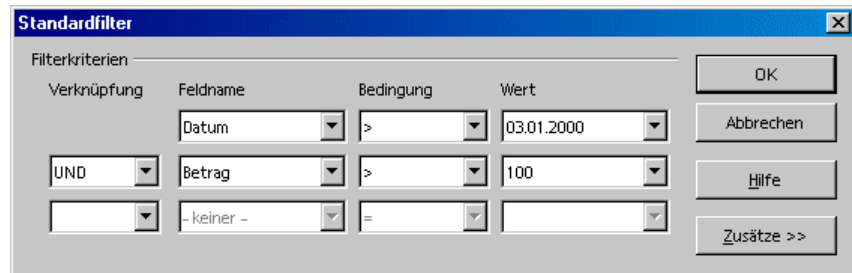 Standardfilter
Filterkriterien
Verknüpfung Feldname Bedingung Wert
Datum > 03.01.2000
UND Betrag > 100
- keiner - =
OK
Abbrechen
Hilfe
Zusätze >>